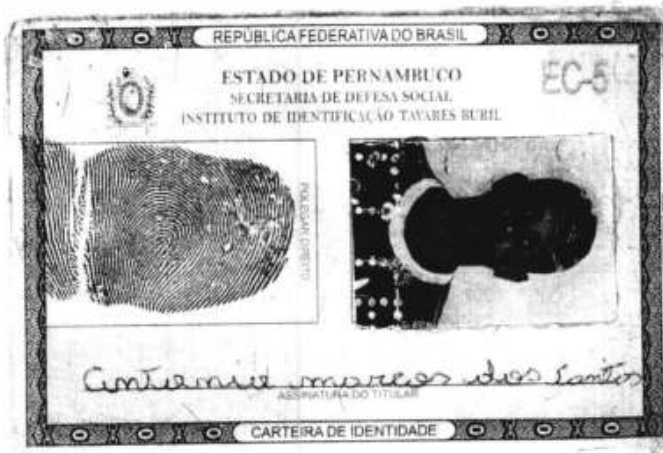 REPÚBLICA FEDERATIVA DO BRASIL
ESTADO DE PERNAMBUCO
SECRETARIA DE DEFESA SOCIAL
INSTITUTO DE IDENTIFICAÇÃO TAVARES BURIL
EC-5
POLEGAR DIREITO
Antonia marcos dos Santos
ASSINATURA DO TITULAR
CARTEIRA DE IDENTIDADE